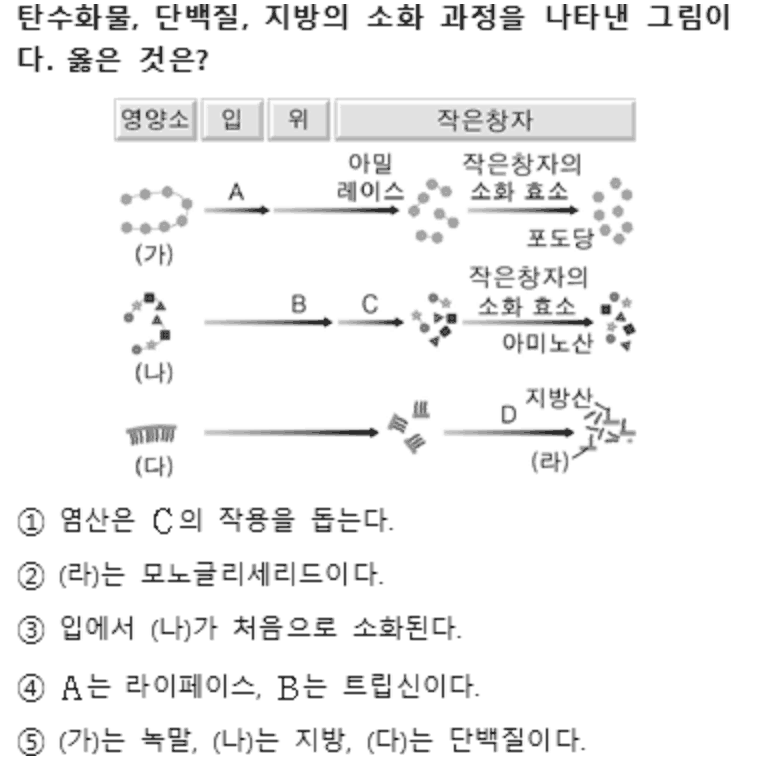 탄수화물, 단백질, 지방의 소화 과정을 나타낸 그림이
다. 옳은 것은?
영양소 입 위 작은창자
아밀
레이스
작은창자의
소화 효소
A
포도당
(가)
작은창자의
소화 효소
B C
아미노산
(나)
지방산
D
(다)
(라)
① 염산은 C의 작용을 돕는다.
② (라)는 모노글리세리드이다.
③ 입에서 (나)가 처음으로 소화된다.
④ A는 라이페이스, B는 트립신이다.
⑤ (가)는 녹말, (나)는 지방, (다)는 단백질이다.